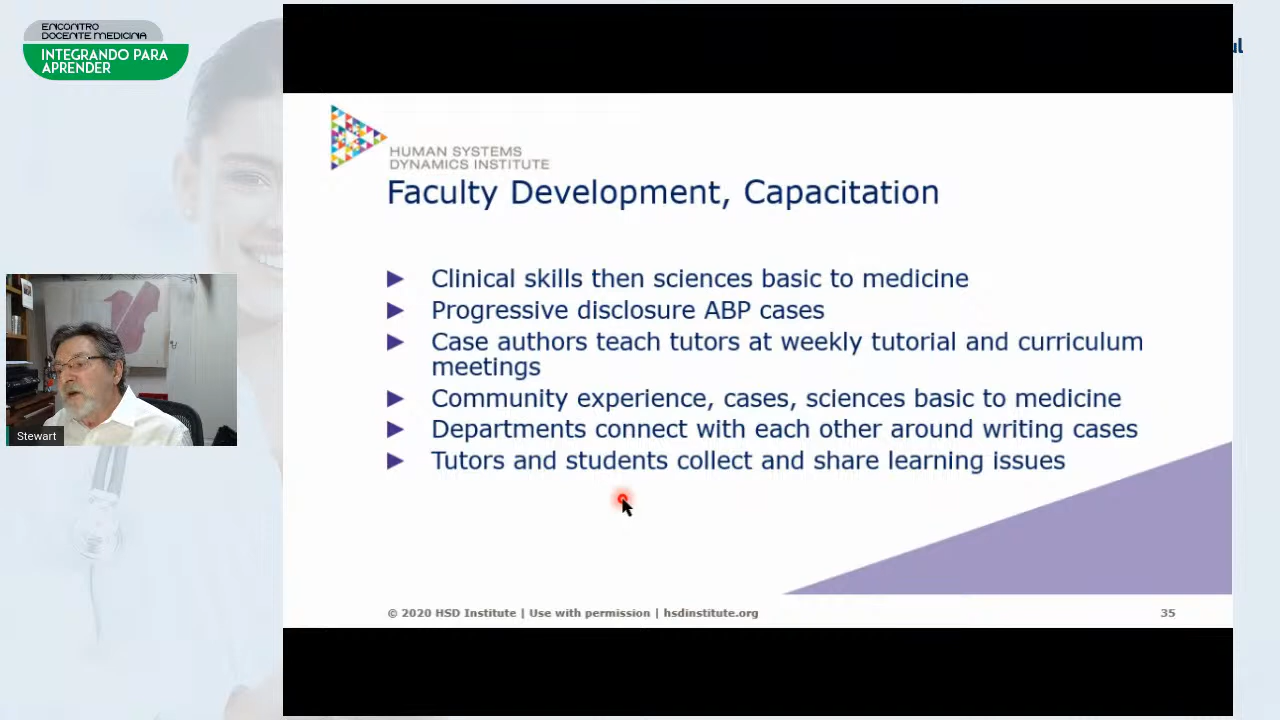 ENCONTRO
DOCENTE MEDICINA
INTEGRANDO PARA
APRENDER
ul
HUMAN SYSTEMS
DYNAMICS INSTITUTE
Faculty Development, Capacitation
Clinical skills then sciences basic to medicine
Progressive disclosure ABP cases
Case authors teach tutors at weekly tutorial and curriculum
meetings
Community experience, cases, sciences basic to medicine
Departments connect with each other around writing cases
Tutors and students collect and share learning issues
Stewart
© 2020 HSD Institute | Use with permission | hsdinstitute.org
35